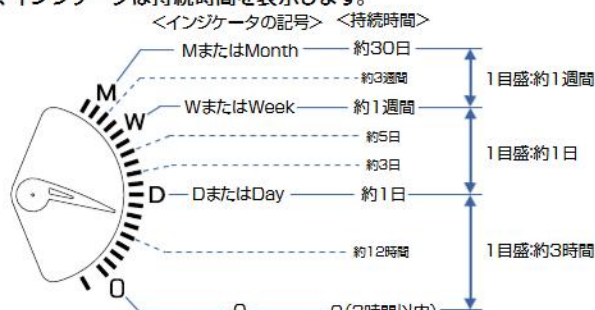 インジケータは持続時間を表示します。
<インジケータの記号> <持続時間>
M MまたはMonth 約30日
約3週間
1目盛:約1週間
W WまたはWeek 約1週間
約5日
1目盛:約1日
約3日
D DまたはDay 約1日
約12時間
1目盛:約3時間
0
0 0(3時間以内)